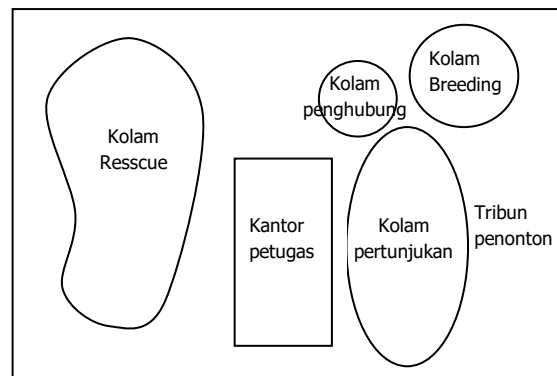 Kolam
Resscue
Kolam
penghubung
Kolam
Breeding
Kantor
petugas
Kolam
pertunjukan
Tribun
penonton